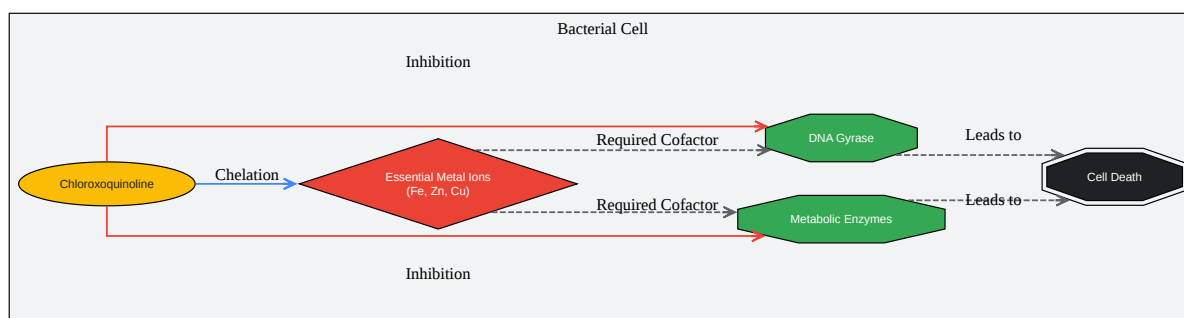 Bacterial Cell
Inhibition
DNA Gyrase
Required Cofactor
Leads to
Chloroxoquinoline
Chelation
Essential Metal Ions
(Fe, Zn, Cu)
Cell Death
Required Cofactor
Leads to
Metabolic Enzymes
Inhibition